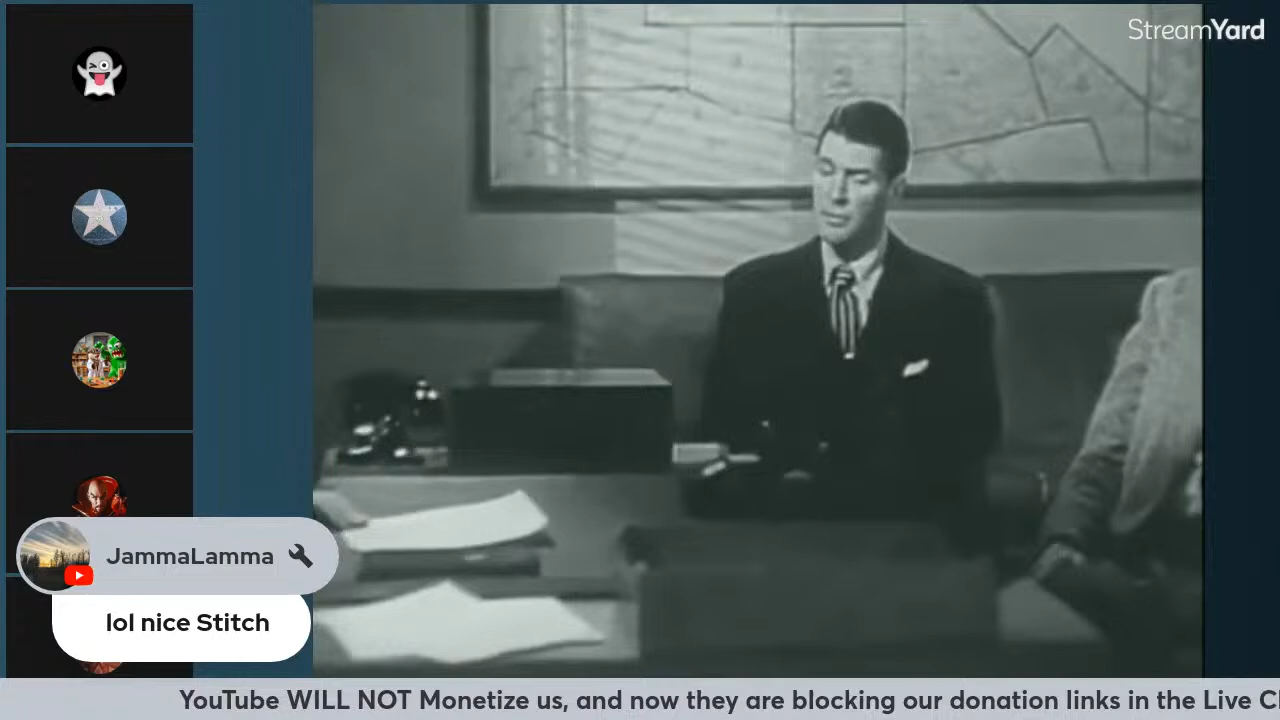 StreamYard
JammaLamma
lol nice Stitch
YouTube WILL NOT Monetize us, and now they are blocking our donation links in the Live C